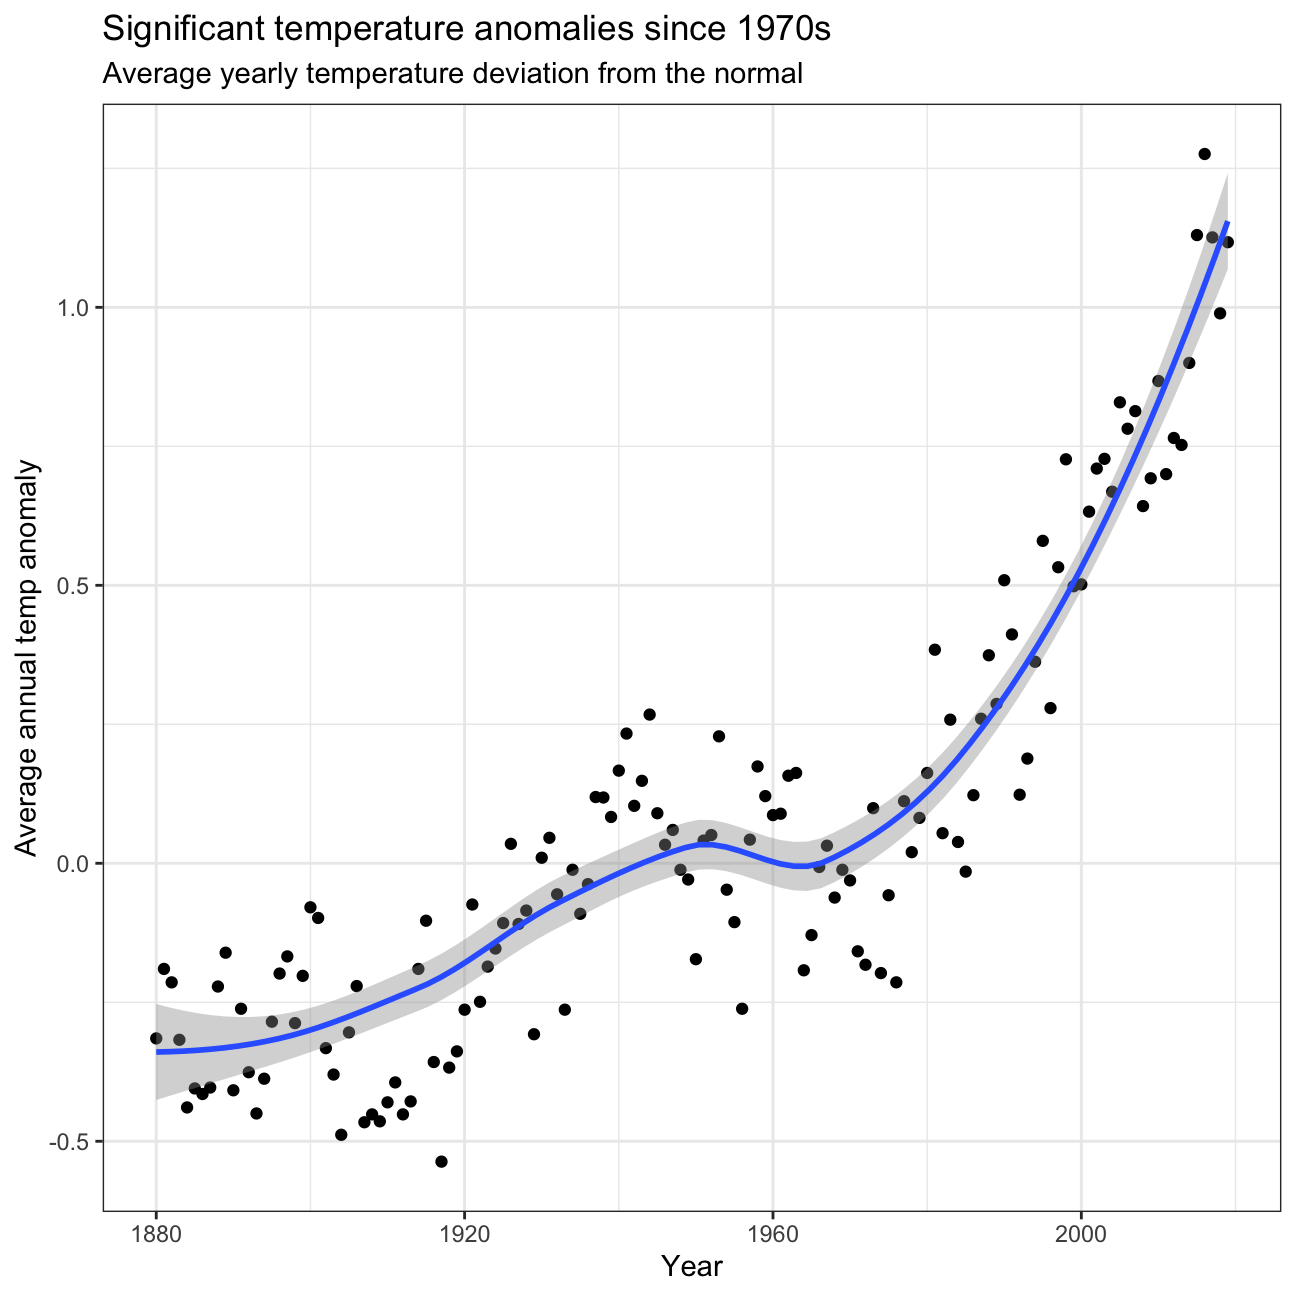 Significant temperature anomalies since 1970s
Average yearly temperature deviation from the normal
Average annual temp anomaly
1.0
0.5
0.0
-0.5
1880 1920 1960 2000
Year